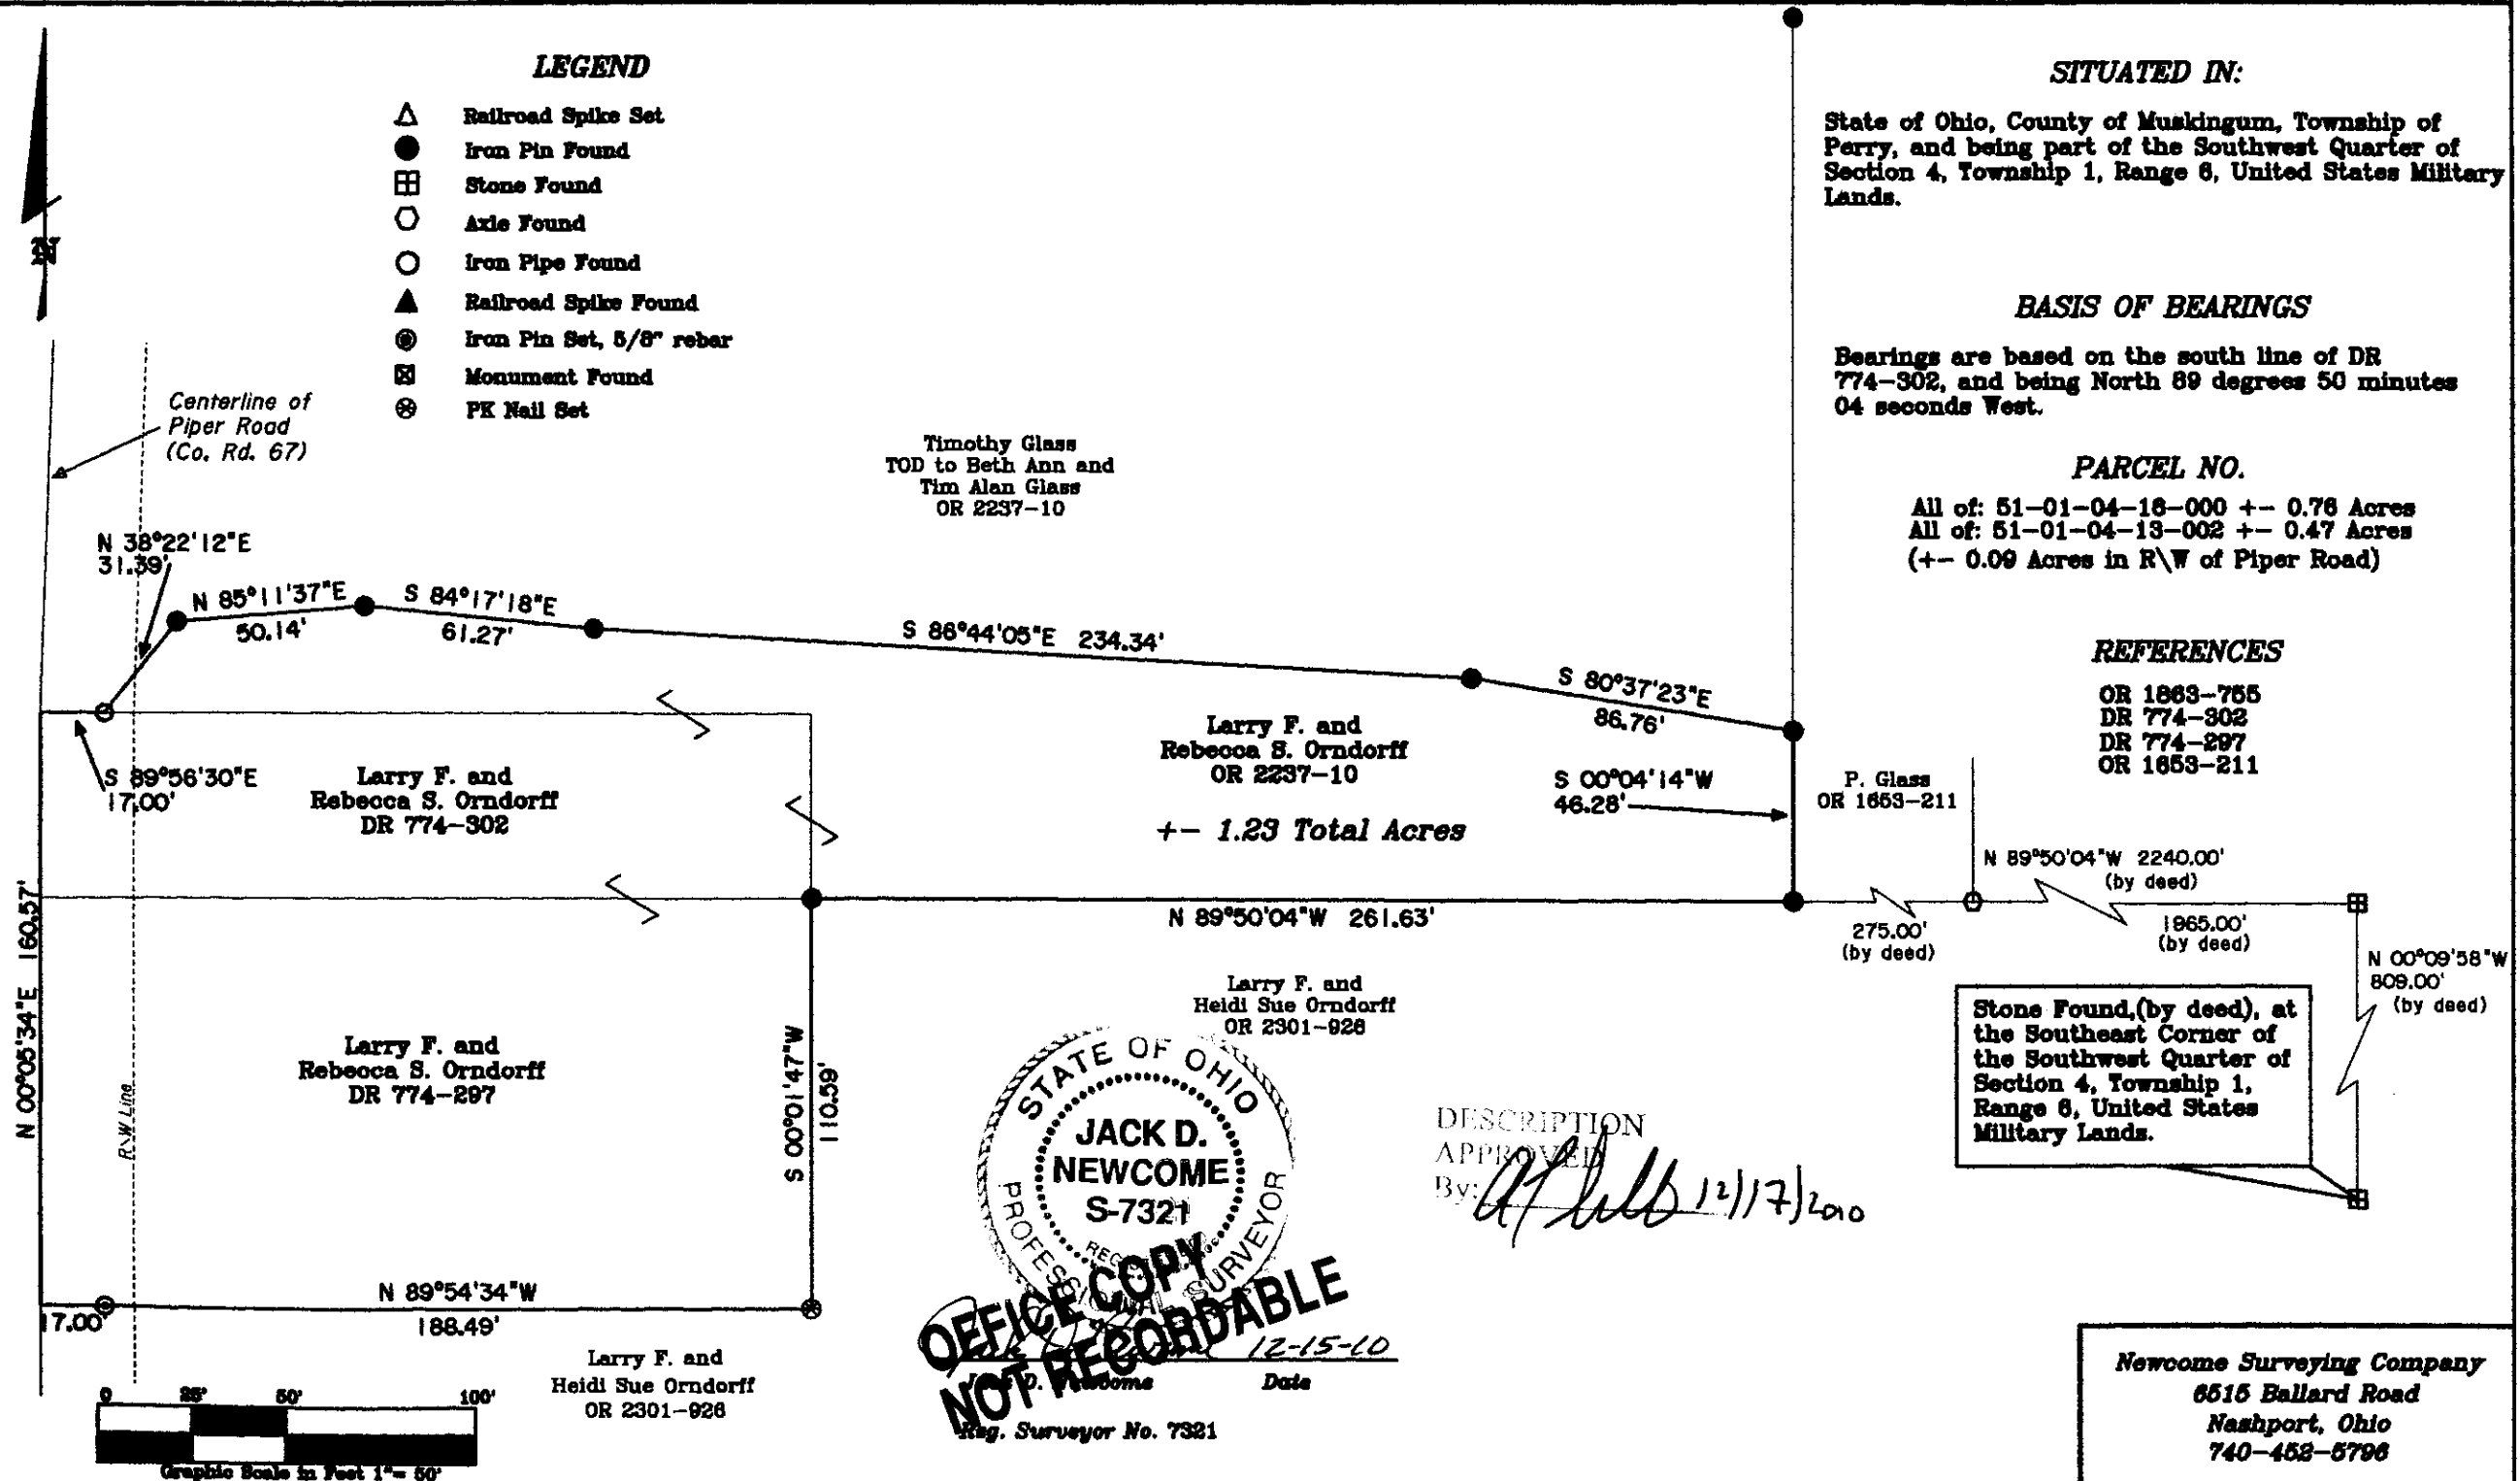 LEGEND
Railroad Spike Set
Iron Pin Found
Stone Found
Axle Found
Iron Pipe Found
Railroad Spike Found
Iron Pin Set, 5/8" rebar
Monument Found
PK Nail Set
N
Centerline of
Piper Road
(Co. Rd. 67)
Timothy Glass
TOD to Beth Ann and
Tim Alan Glass
OR 2237-10
SITUATED IN:
State of Ohio, County of Muskingum, Township of
Perry, and being part of the Southwest Quarter of
Section 4, Township 1, Range 6, United States Military
Lands.
BASIS OF BEARINGS
Bearings are based on the south line of DR
774-302, and being North 89 degrees 50 minutes
04 seconds West.
PARCEL NO.
All of: 51-01-04-16-000 +- 0.76 Acres
All of: 51-01-04-13-002 +- 0.47 Acres
(+- 0.09 Acres in R\W of Piper Road)
REFERENCES
OR 1863-755
DR 774-302
DR 774-297
OR 1653-211
N 38°22'12"E
31.39'
N 85°11'37"E
50.14'
S 84°17'18"E
61.27'
S 86°44'05"E 234.34'
S 80°37'23"E
86.76'
S 89°56'30"E
17.00'
Larry F. and
Rebecca S. Orndorff
DR 774-302
Larry F. and
Rebecca S. Orndorff
OR 2237-10
+- 1.23 Total Acres
S 00°04'14"W
46.28'
P. Glass
OR 1653-211
N 89°50'04"W 2240.00'
(by deed)
N 89°50'04"W 261.63'
275.00'
(by deed)
1965.00'
(by deed)
N 00°09'58"W
809.00'
(by deed)
N 00°05'34"E 160.57'
R\W Line
Larry F. and
Rebecca S. Orndorff
DR 774-297
S 00°01'47"W
110.59'
Larry F. and
Heidi Sue Orndorff
OR 2301-926
Stone Found,(by deed), at
the Southeast Corner of
the Southwest Quarter of
Section 4, Township 1,
Range 6, United States
Military Lands.
STATE OF OHIO
JACK D.
NEWCOME
S-7321
PROFESSIONAL SURVEYOR
DESCRIPTION
APPROVED
By:
12/17/2010
OFFICE COPY
NOT RECORDABLE
12-15-10
Jack D. Newcome Date
Reg. Surveyor No. 7321
17.00'
N 89°54'34"W
188.49'
Larry F. and
Heidi Sue Orndorff
OR 2301-926
0 25' 50' 100'
Graphic Scale in Feet 1"= 50'
Newcome Surveying Company
6515 Ballard Road
Nashport, Ohio
740-452-5796